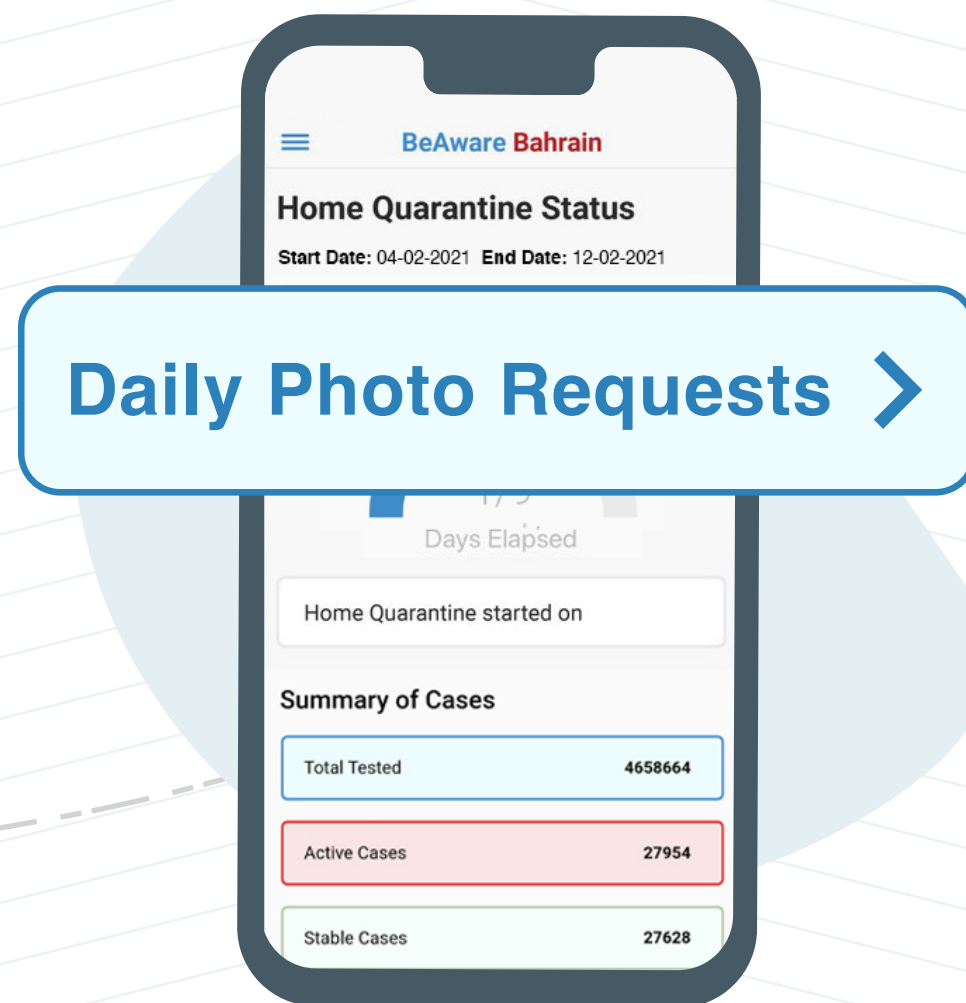 BeAware Bahrain
Home Quarantine Status
Start Date: 04-02-2021 End Date: 12-02-2021
Daily Photo Requests
Days Elapsed
Home Quarantine started on
Summary of Cases
Total Tested 4658664
Active Cases 27954
Stable Cases 27628